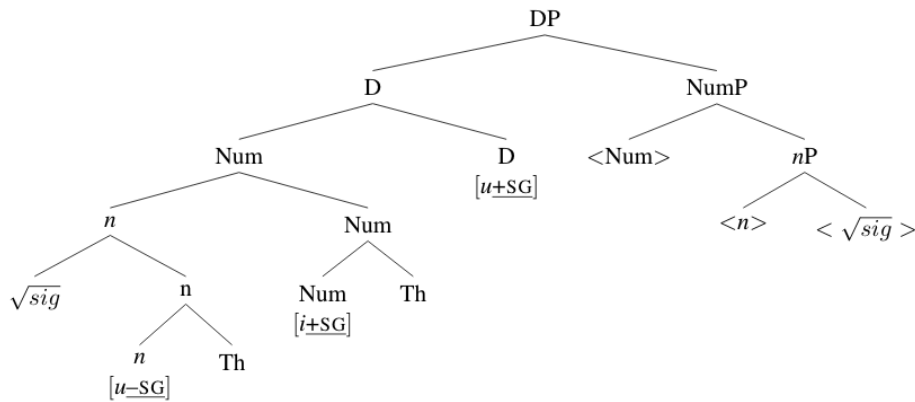 DP
D NumP
Num D <Num> nP
[u+SG]
n Num <n> < √sig >
√sig n Num Th
[i+SG]
n Th
[u−SG]